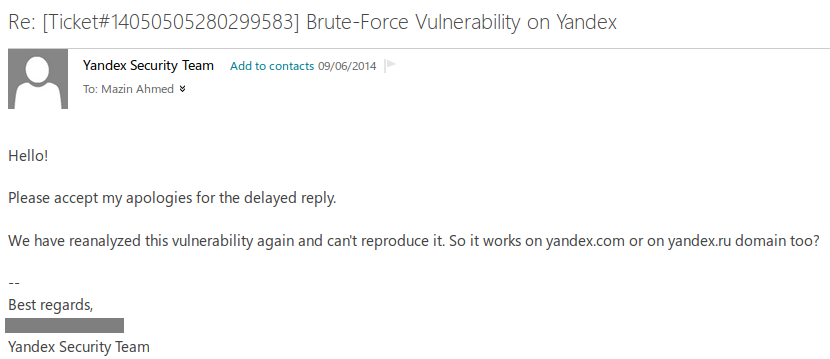 Re: [Ticket#14050505280299583] Brute-Force Vulnerability on Yandex
Yandex Security Team Add to contacts 09/06/2014
To: Mazin Ahmed
Hello!
Please accept my apologies for the delayed reply.
We have reanalyzed this vulnerability again and can't reproduce it. So it works on yandex.com or on yandex.ru domain too?
--
Best regards,
Yandex Security Team